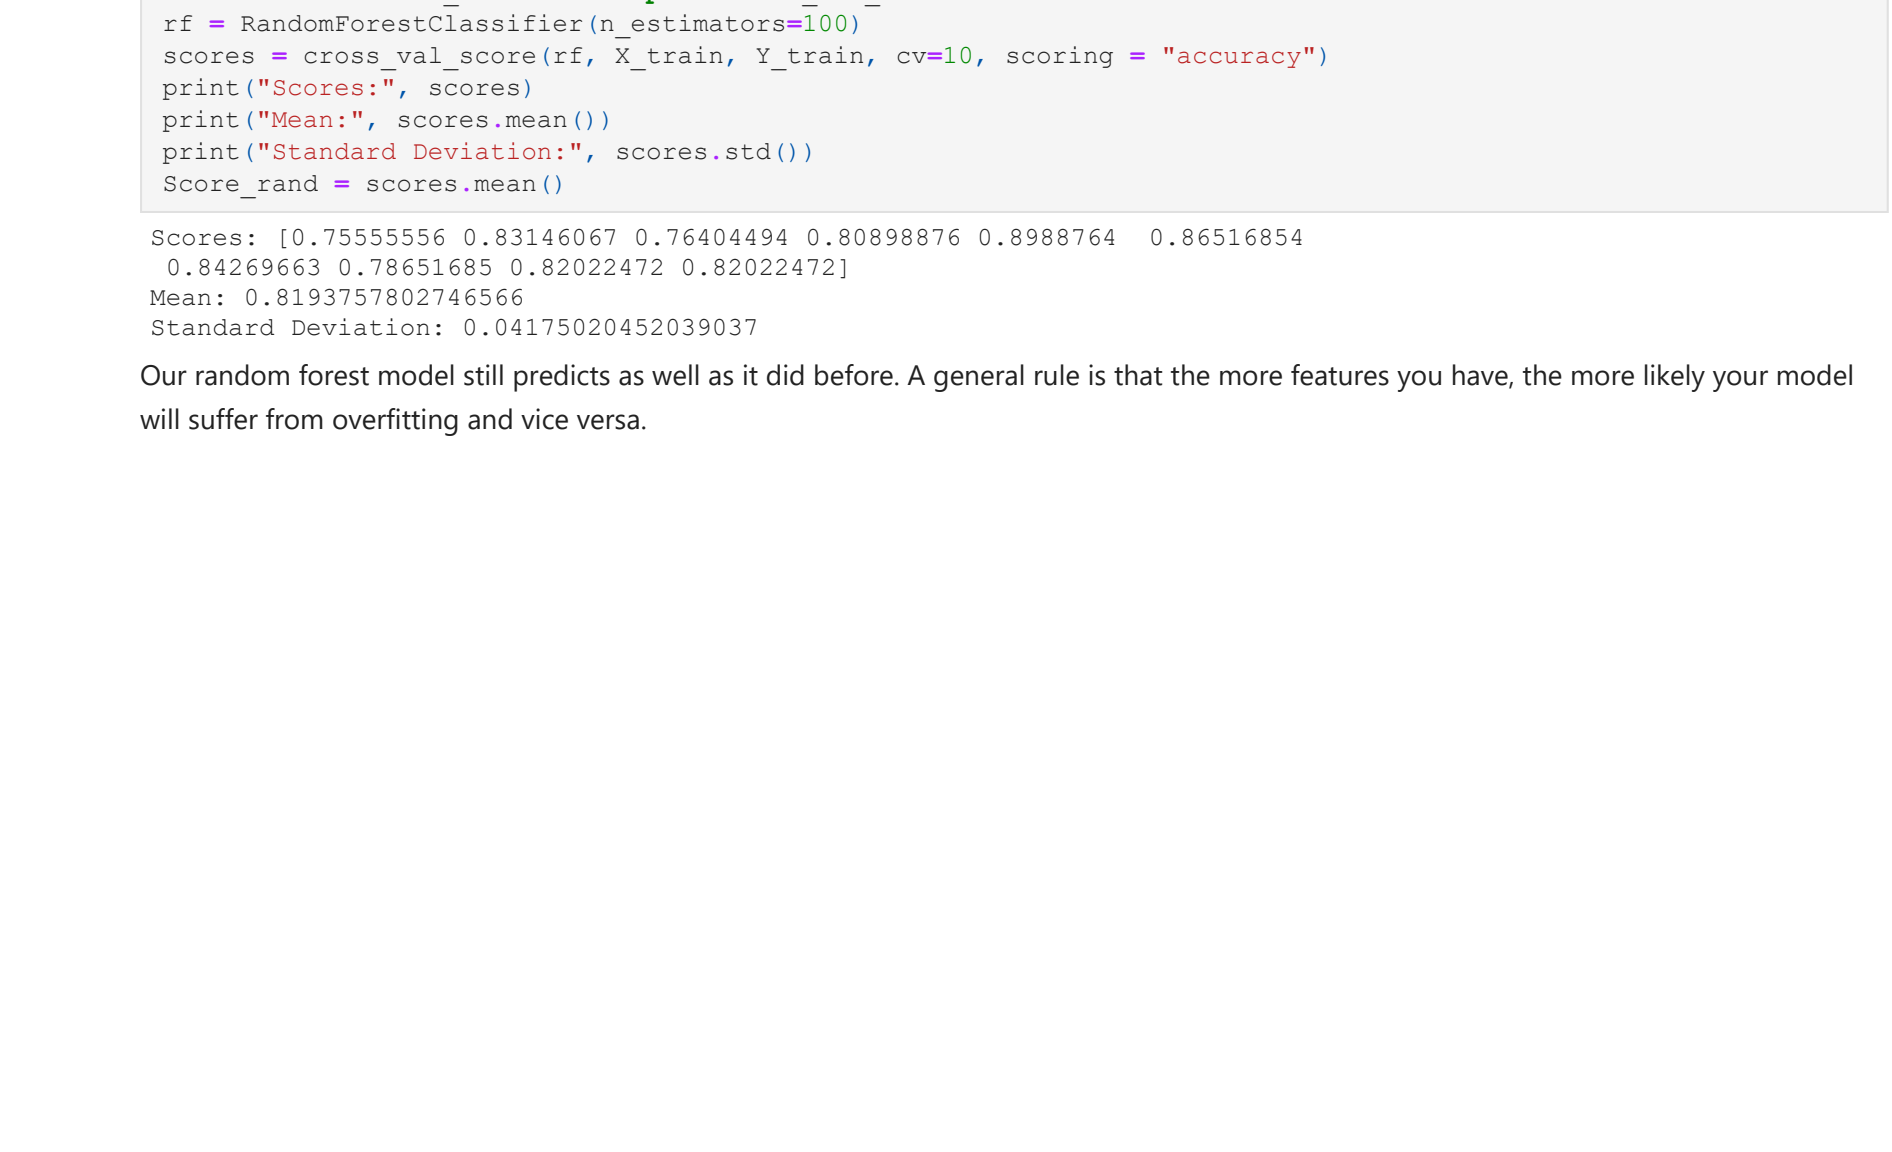 rf = RandomForestClassifier(n_estimators=100)
scores = cross_val_score(rf, X_train, Y_train, cv=10, scoring = "accuracy")
print("Scores:", scores)
print("Mean:", scores.mean())
print("Standard Deviation:", scores.std())
Score_rand = scores.mean()
Scores: [0.75555556 0.83146067 0.76404494 0.80898876 0.8988764  0.86516854
 0.84269663 0.78651685 0.82022472 0.82022472]
Mean: 0.8193757802746566
Standard Deviation: 0.04175020452039037
Our random forest model still predicts as well as it did before. A general rule is that the more features you have, the more likely your model
will suffer from overfitting and vice versa.